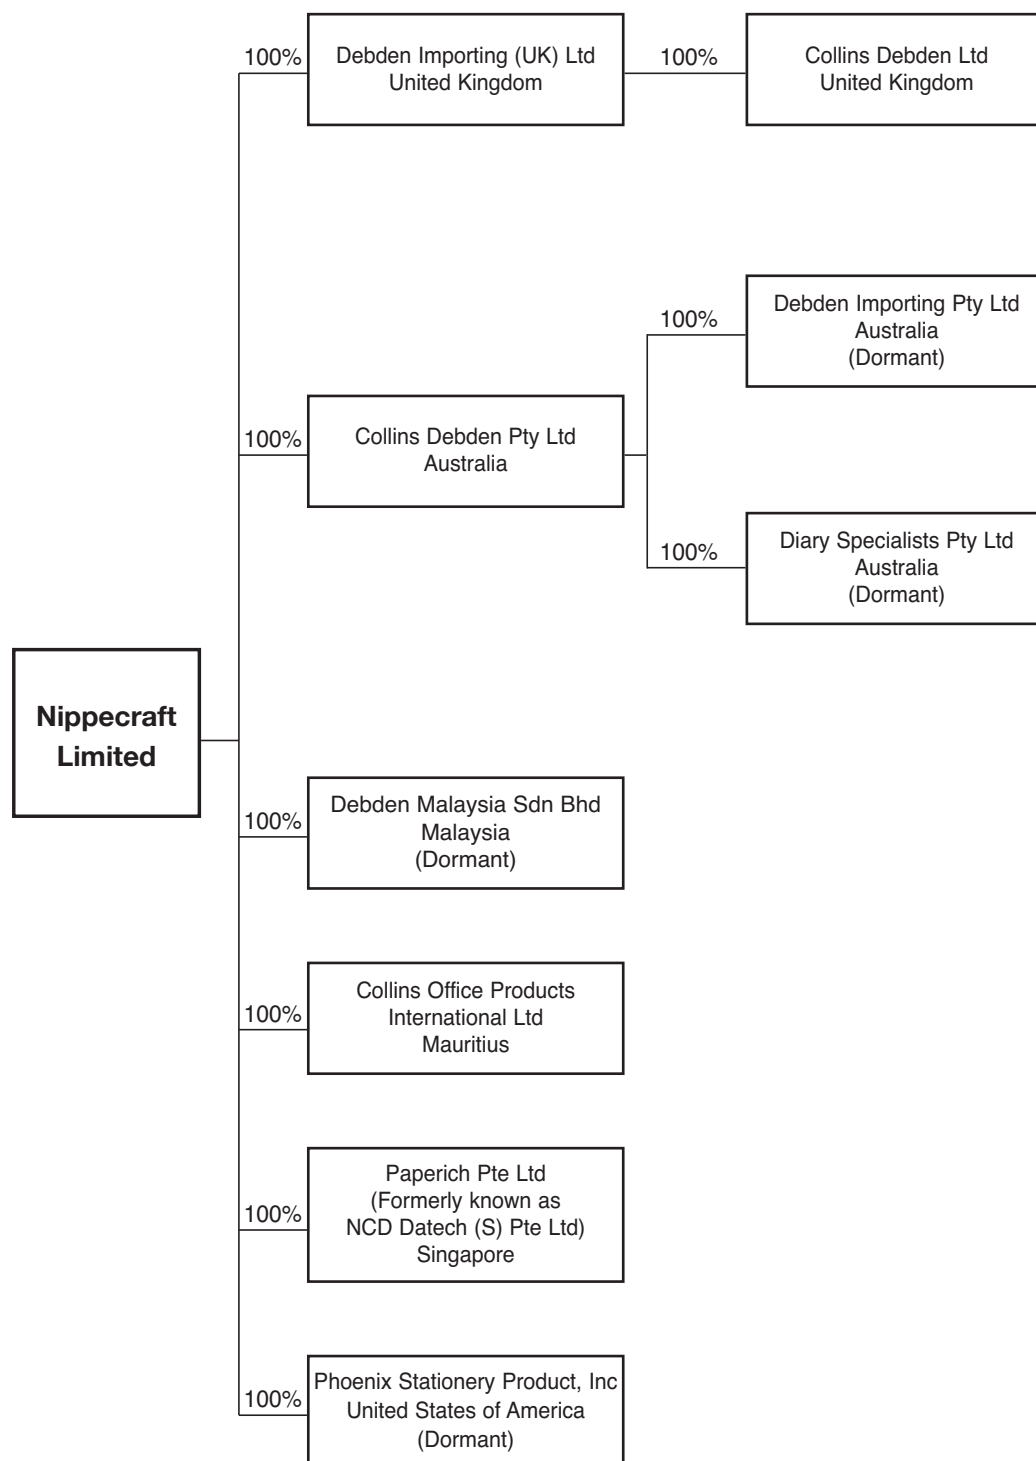 100%
Debden Importing (UK) Ltd
United Kingdom
100%
Collins Debden Ltd
United Kingdom
100%
Debden Importing Pty Ltd
Australia
(Dormant)
100%
Collins Debden Pty Ltd
Australia
100%
Diary Specialists Pty Ltd
Australia
(Dormant)
Nippecraft
Limited
100%
Debden Malaysia Sdn Bhd
Malaysia
(Dormant)
100%
Collins Office Products
International Ltd
Mauritius
100%
Paperich Pte Ltd
(Formerly known as
NCD Datech (S) Pte Ltd)
Singapore
100%
Phoenix Stationery Product, Inc
United States of America
(Dormant)